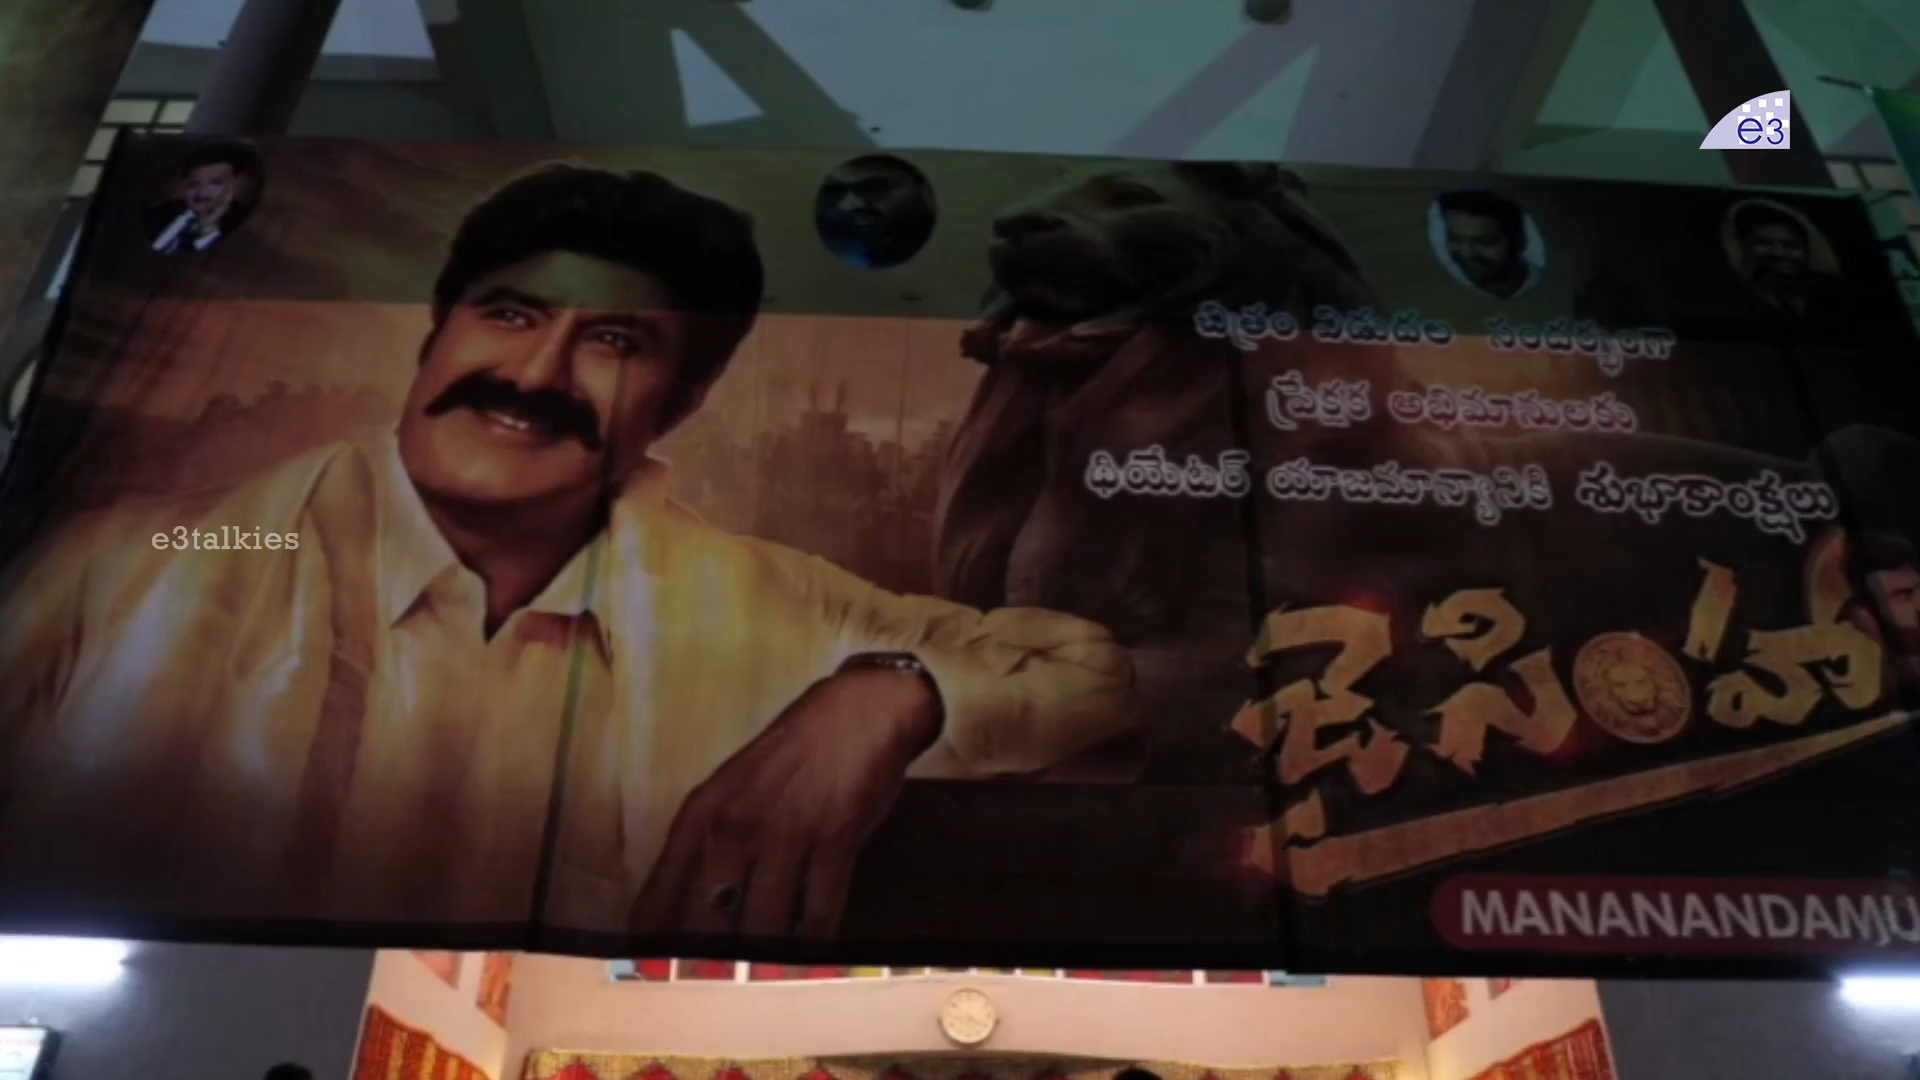 e3
చిత్రం విడుదల సందర్భంగా
ప్రేక్షక అభిమానులకు
థియేటర్ యాజమాన్యానికి శుభాకాంక్షలు
e3talkies
జైసింహా
MANANANDAMU